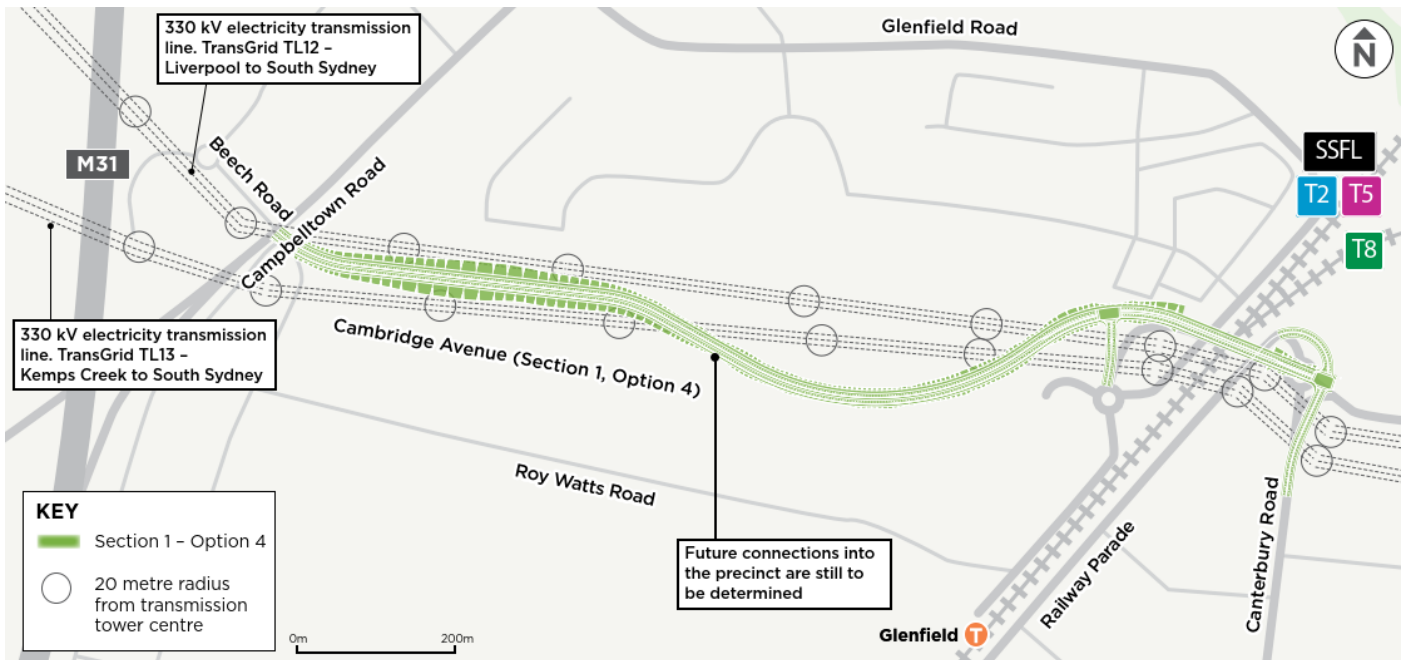 330 kV electricity transmission
line. TransGrid TL12 –
Liverpool to South Sydney
Glenfield Road
N
M31
Beech Road
Campbelltown Road
SSFL
T2
T5
T8
330 kV electricity transmission
line. TransGrid TL13 –
Kemps Creek to South Sydney
Cambridge Avenue (Section 1, Option 4)
Roy Watts Road
Future connections into
the precinct are still to
be determined
Railway Parade
Canterbury Road
Glenfield T
KEY
Section 1 – Option 4
20 metre radius
from transmission
tower centre
0m
200m